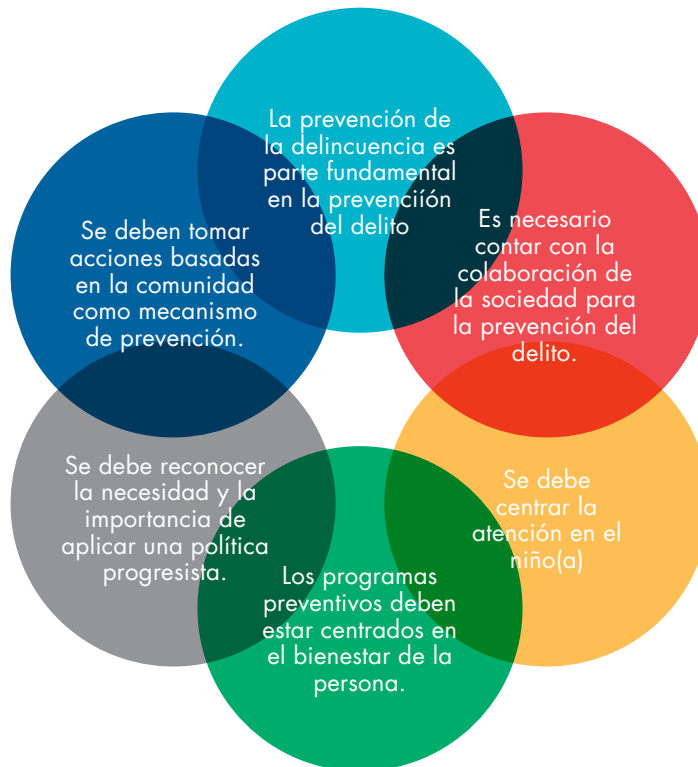 La prevención de
la delincuencia es
parte fundamental
en la prevenciíón
del delito
Es necesario
contar con la
colaboración de
la sociedad para
la prevención del
delito.
Se debe
centrar la
atención en el
niño(a)
Los programas
preventivos deben
estar centrados en
el bienestar de la
persona.
Se debe reconocer
la necesidad y la
importancia de
aplicar una política
progresista.
Se deben tomar
acciones basadas
en la comunidad
como mecanismo
de prevención.